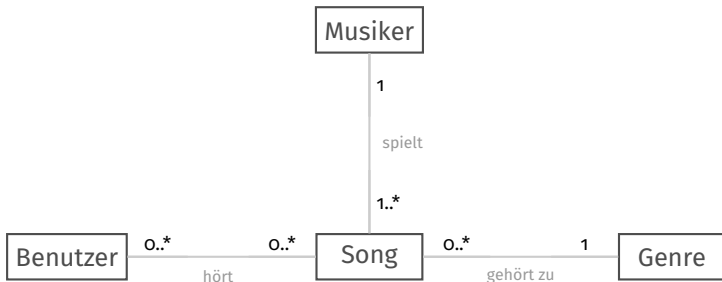 Musiker
1
spielt
1..*
0..*
0..*
0..*
1
Benutzer
Song
Genre
hört
gehört zu